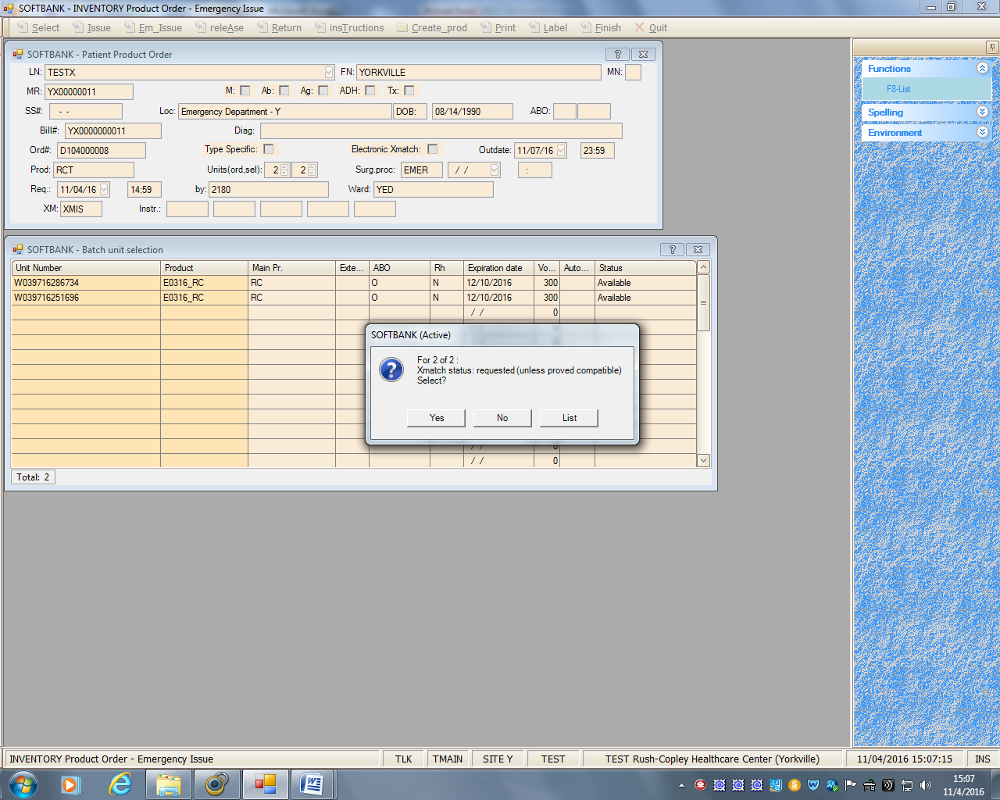 SOFTBANK - INVENTORY Product Order - Emergency Issue
Select Issue Em_Issue releAse Return insTructions Create_prod Print Label Finish Quit
SOFTBANK - Patient Product Order
LN: TESTX FN: YORKVILLE MN:
MR: YX00000011 M: Ab: Ag: ADH: Tx:
SS#: - - Loc: Emergency Department - Y DOB: 08/14/1990 ABO:
Bill#: YX0000000011 Diag:
Ord#: D104000008 Type Specific: Electronic Xmatch: Outdate: 11/07/16 23:59
Prod: RCT Units(ord,sel): 2 2 Surg.proc: EMER / / :
Req.: 11/04/16 14:59 by: 2180 Ward: YED
XM: XMIS Instr.:
Functions
F8-List
Spelling
Environment
SOFTBANK - Batch unit selection
Unit Number Product Main Pr. Exte... ABO Rh Expiration date Vo... Auto... Status
W039716286734 E0316_RC RC O N 12/10/2016 300 Available
W039716251696 E0316_RC RC O N 12/10/2016 300 Available
/ / 0
SOFTBANK (Active)
For 2 of 2 :
Xmatch status: requested (unless proved compatible)
Select?
Yes No List
/ / 0
/ / 0
Total: 2
INVENTORY Product Order - Emergency Issue TLK TMAIN SITE Y TEST TEST Rush-Copley Healthcare Center (Yorkville) 11/04/2016 15:07:15 INS
15:07
11/4/2016